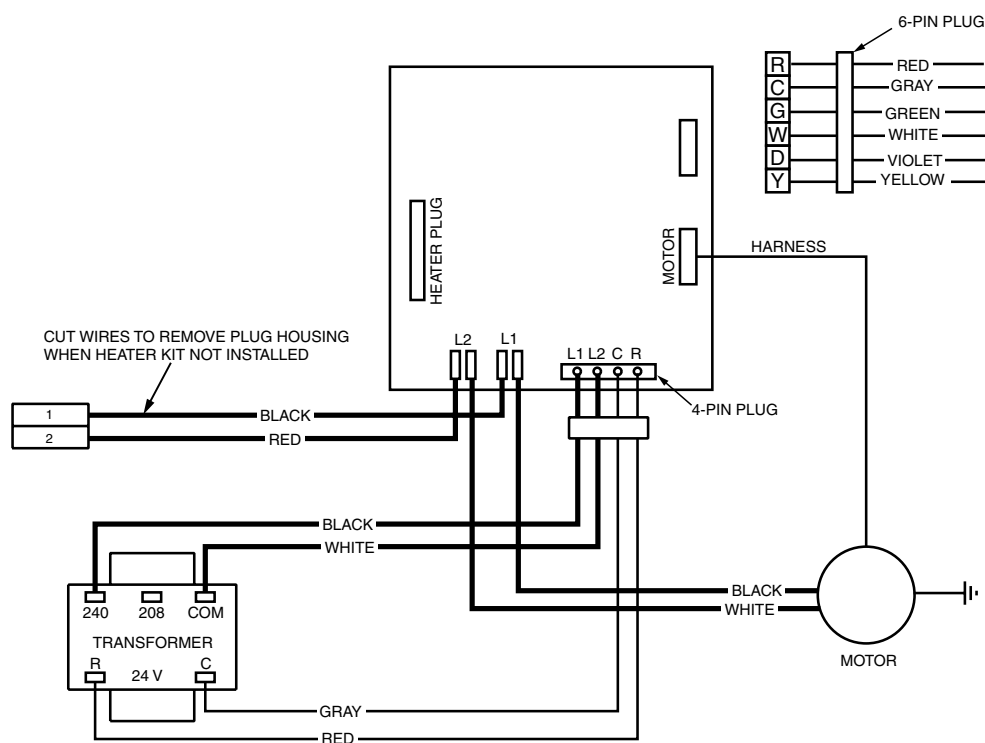 6-PIN PLUG
R RED
C GRAY
G GREEN
W WHITE
D VIOLET
Y YELLOW
HEATER PLUG
MOTOR
HARNESS
CUT WIRES TO REMOVE PLUG HOUSING
WHEN HEATER KIT NOT INSTALLED
L2 L1
L1 L2 C R
4-PIN PLUG
1 BLACK
2 RED
BLACK
WHITE
BLACK
WHITE
240 208 COM
TRANSFORMER
R 24 V C
MOTOR
GRAY
RED